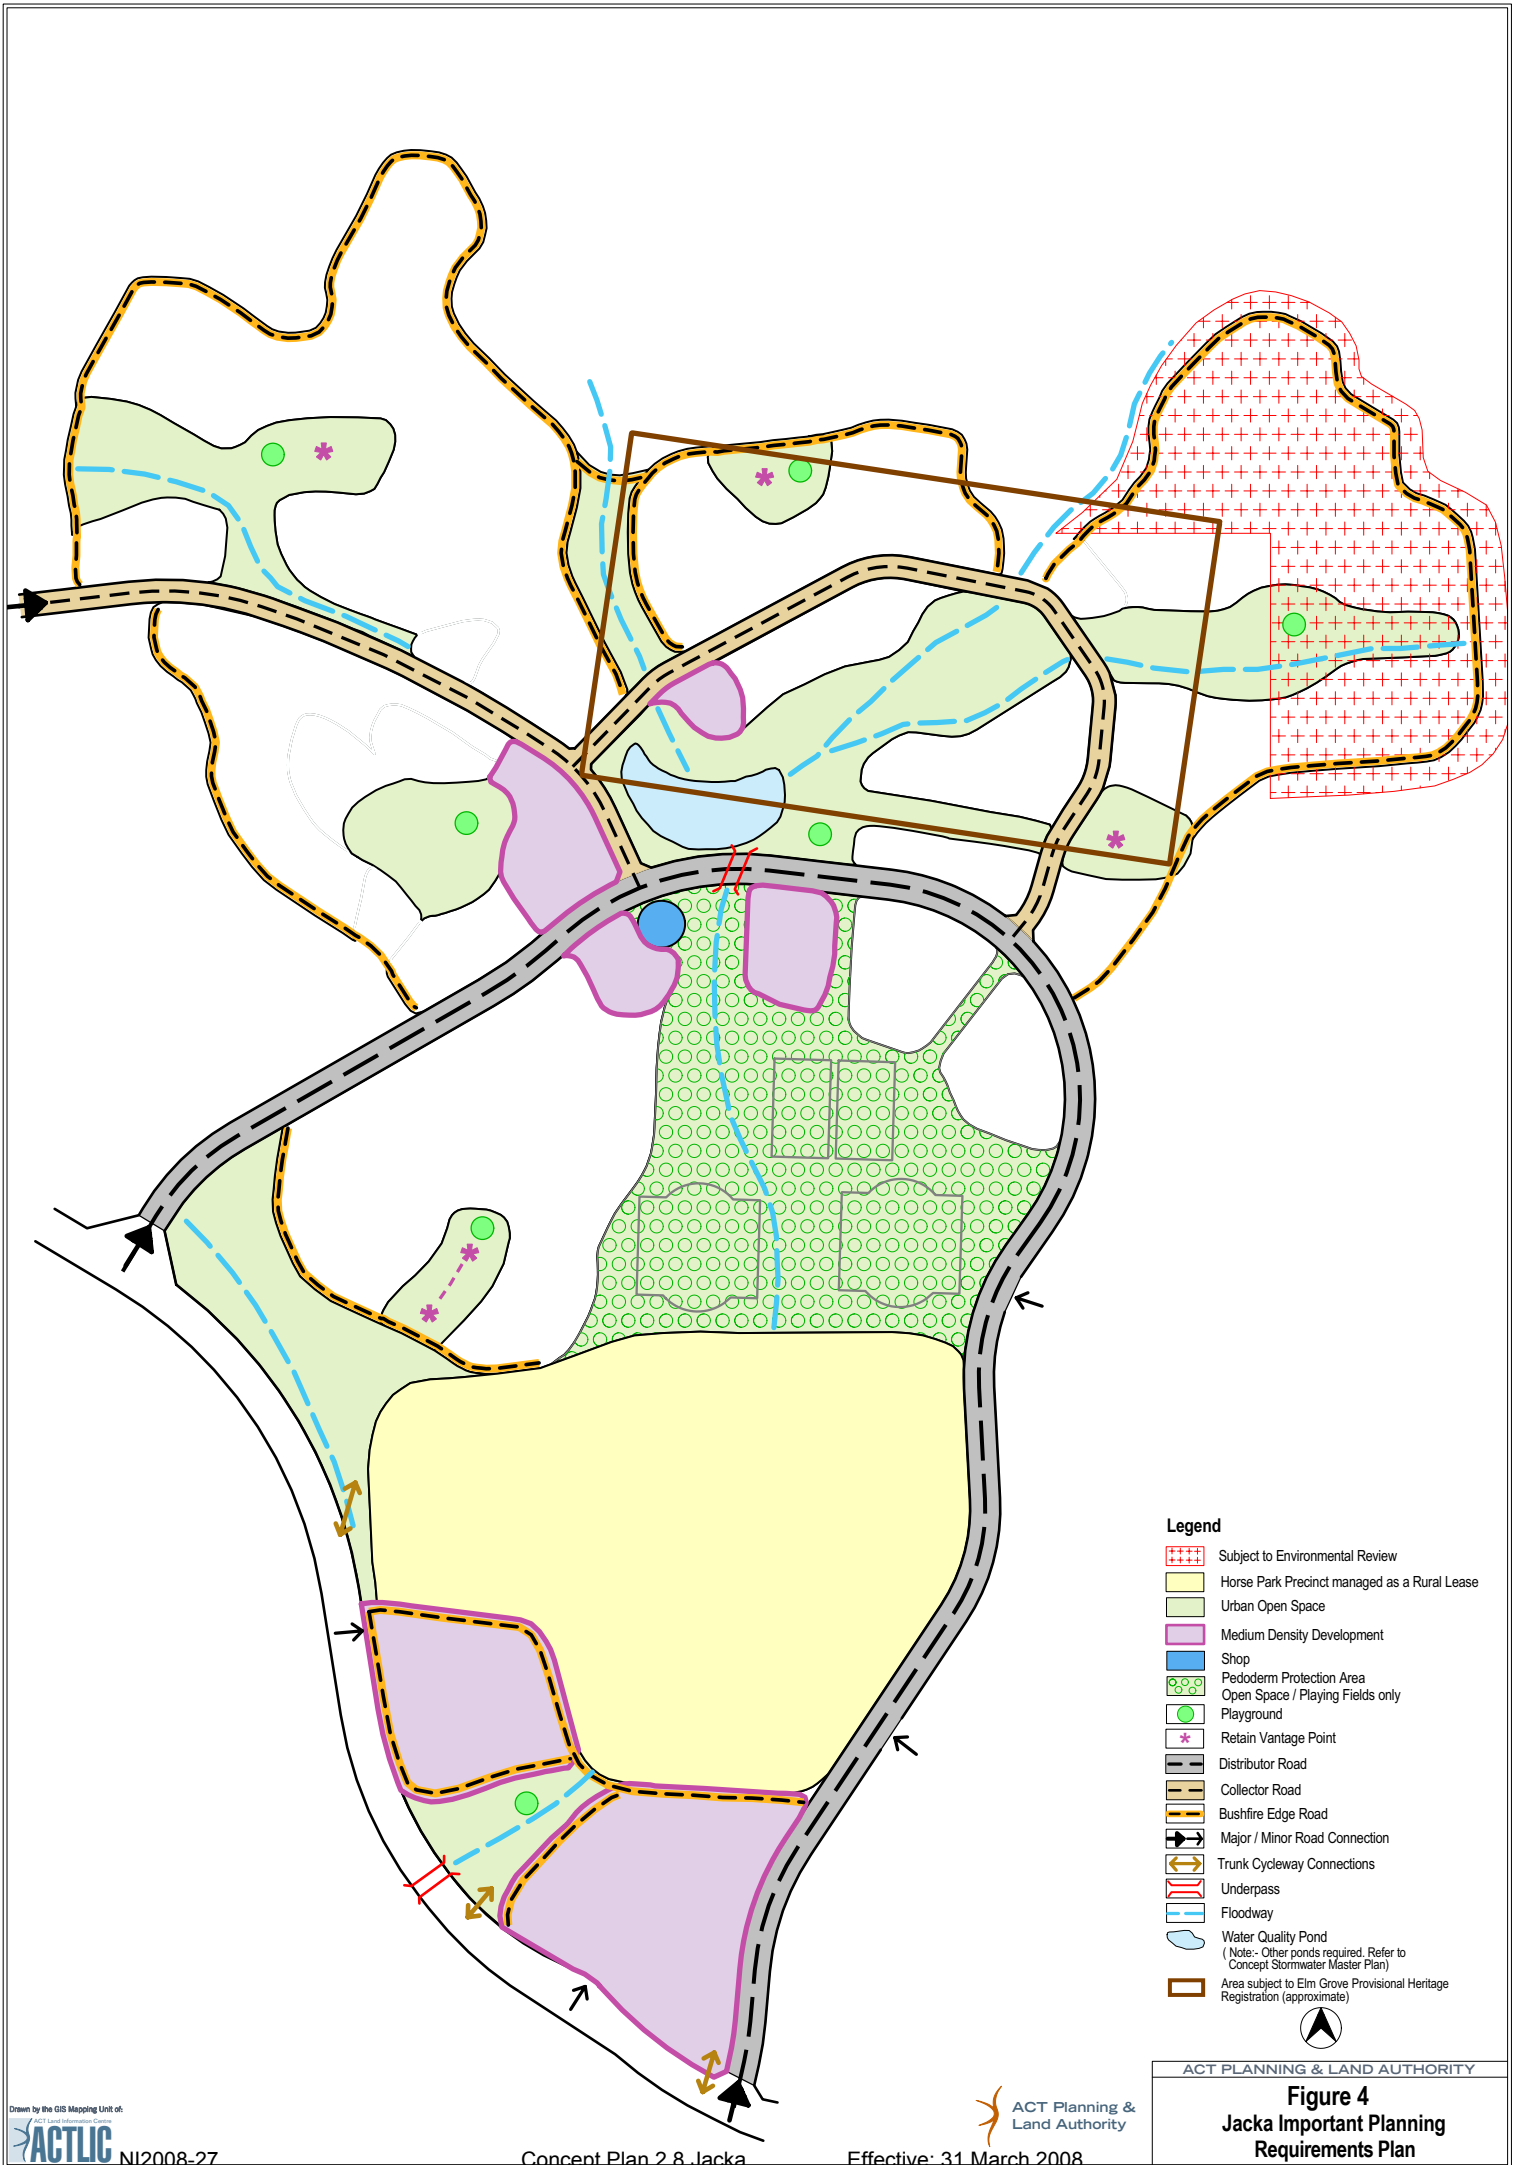 Legend
Subject to Environmental Review
Horse Park Precinct managed as a Rural Lease
Urban Open Space
Medium Density Development
Shop
Pedoderm Protection Area
Open Space / Playing Fields only
Playground
Retain Vantage Point
Distributor Road
Collector Road
Bushfire Edge Road
Major / Minor Road Connection
Trunk Cycleway Connections
Underpass
Floodway
Water Quality Pond
( Note:- Other ponds required. Refer to
Concept Stormwater Master Plan)
Area subject to Elm Grove Provisional Heritage
Registration (approximate)
ACT PLANNING & LAND AUTHORITY
Figure 4
Jacka Important Planning
Requirements Plan
ACT Planning &
Land Authority
Drawn by the GIS Mapping Unit of:
ACT Land Information Centre
ACTLIC
NI2008-27
Concept Plan 2.8 Jacka
Effective: 31 March 2008